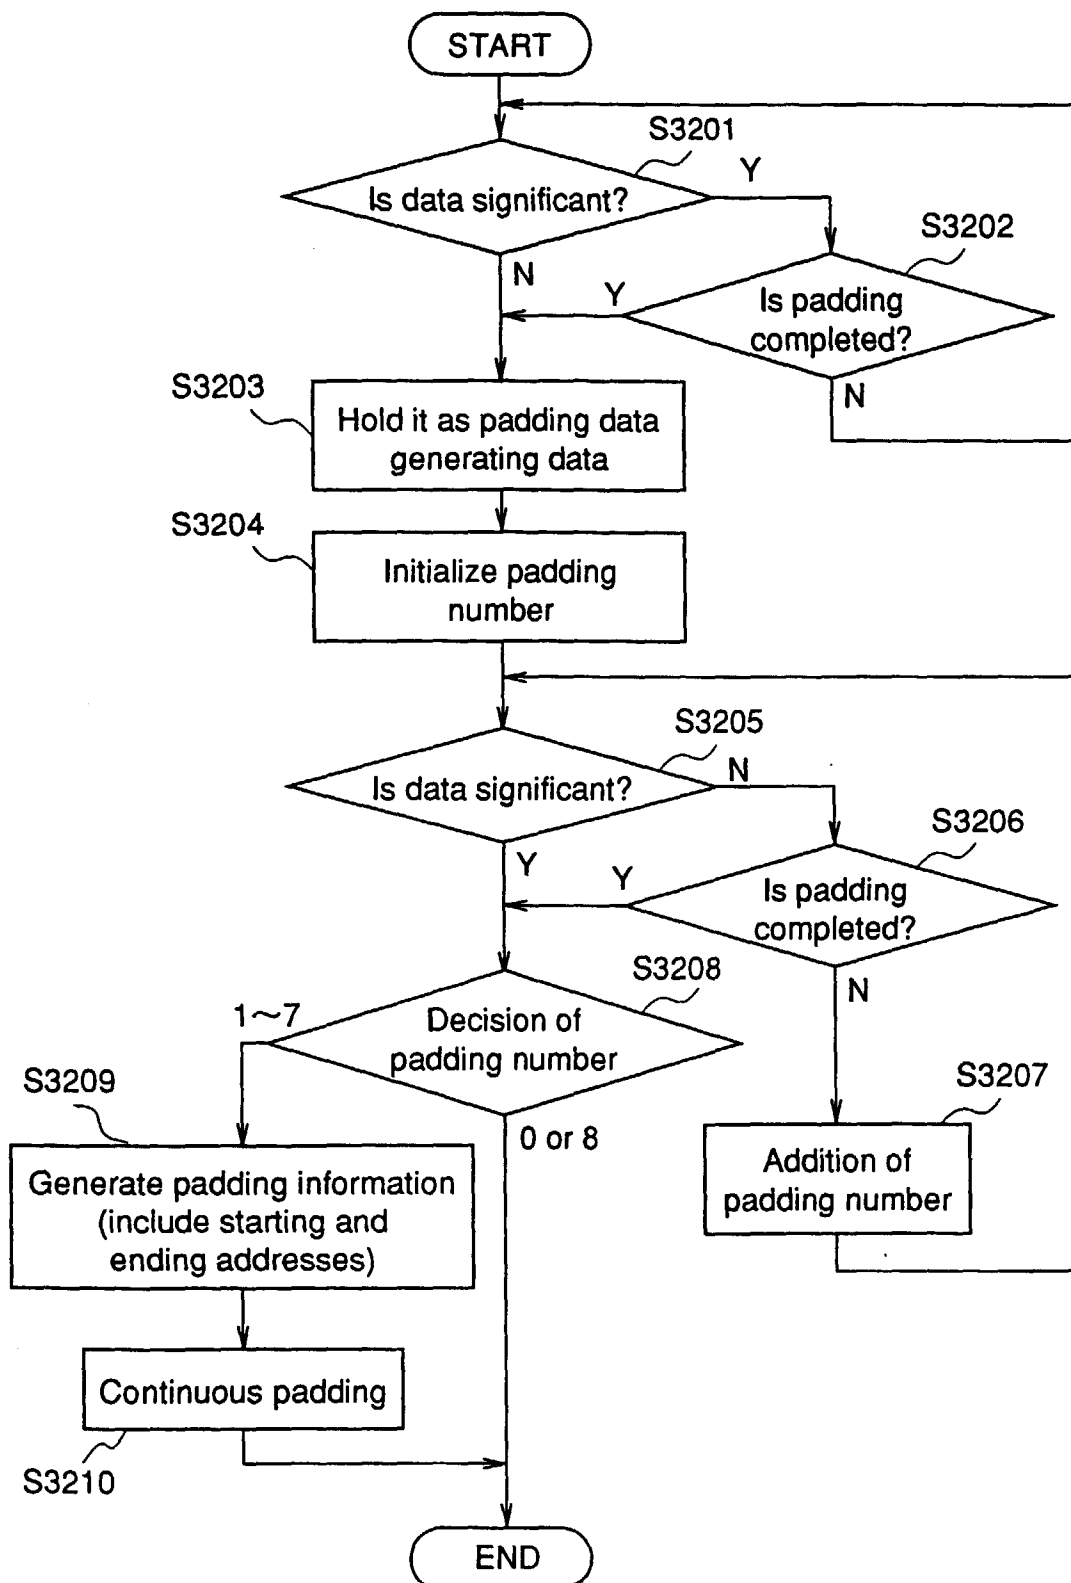 START
S3201
Is data significant?
Y
N
S3202
Y
Is padding
completed?
N
S3203
Hold it as padding data
generating data
S3204
Initialize padding
number
S3205
Is data significant?
N
Y
S3206
Y
Is padding
completed?
N
S3208
1~7
Decision of
padding number
0 or 8
S3207
Addition of
padding number
S3209
Generate padding information
(include starting and
ending addresses)
Continuous padding
S3210
END